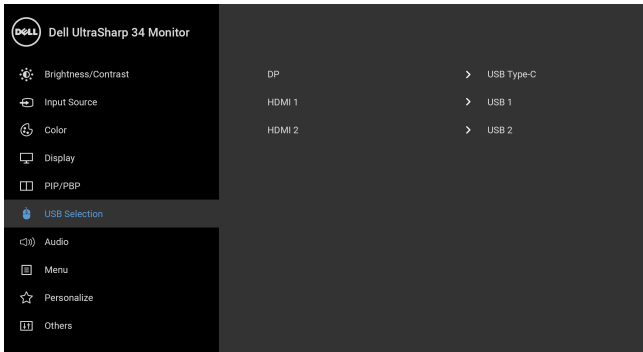 DELL Dell UltraSharp 34 Monitor
Brightness/Contrast
DP USB Type-C
Input Source
HDMI 1 USB 1
Color
HDMI 2 USB 2
Display
PIP/PBP
USB Selection
Audio
Menu
Personalize
Others